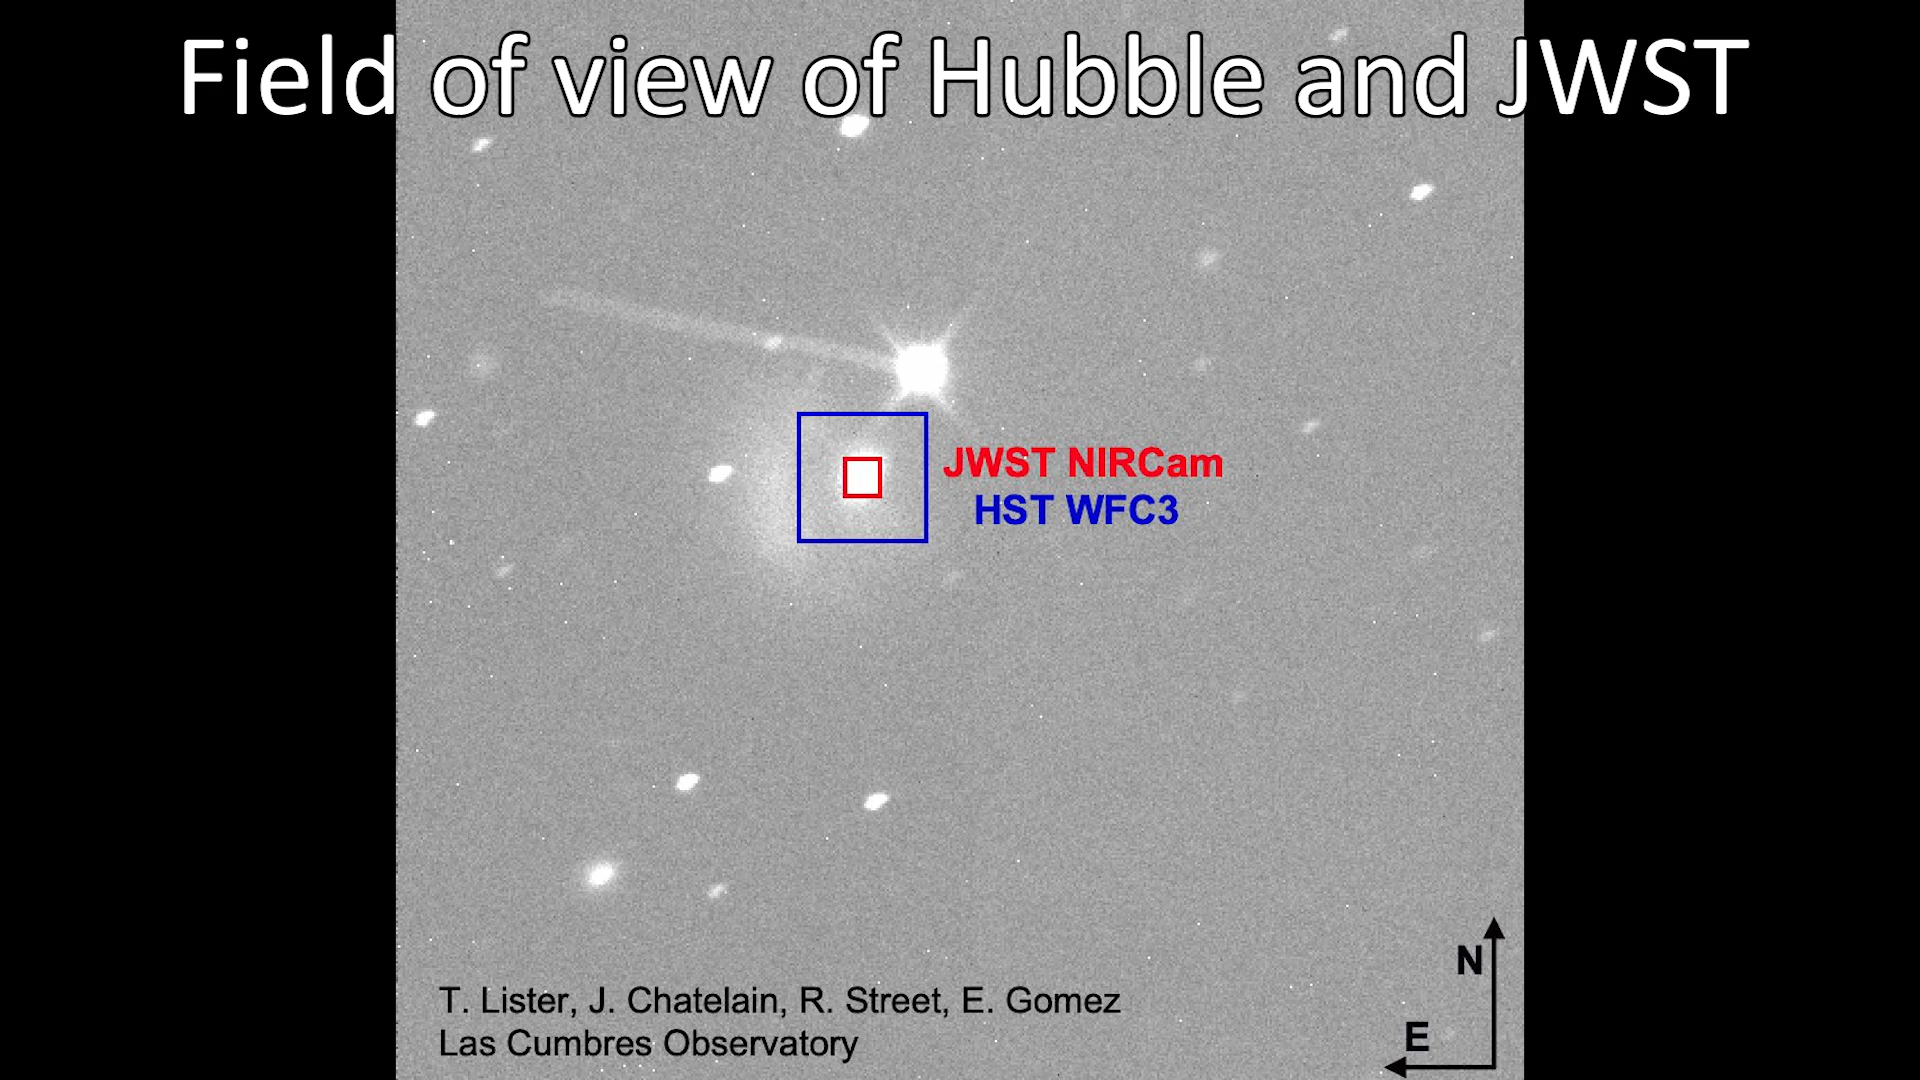 Field of view of Hubble and JWST
JWST NIRCam
HST WFC3
N
E
T. Lister, J. Chatelain, R. Street, E. Gomez
Las Cumbres Observatory